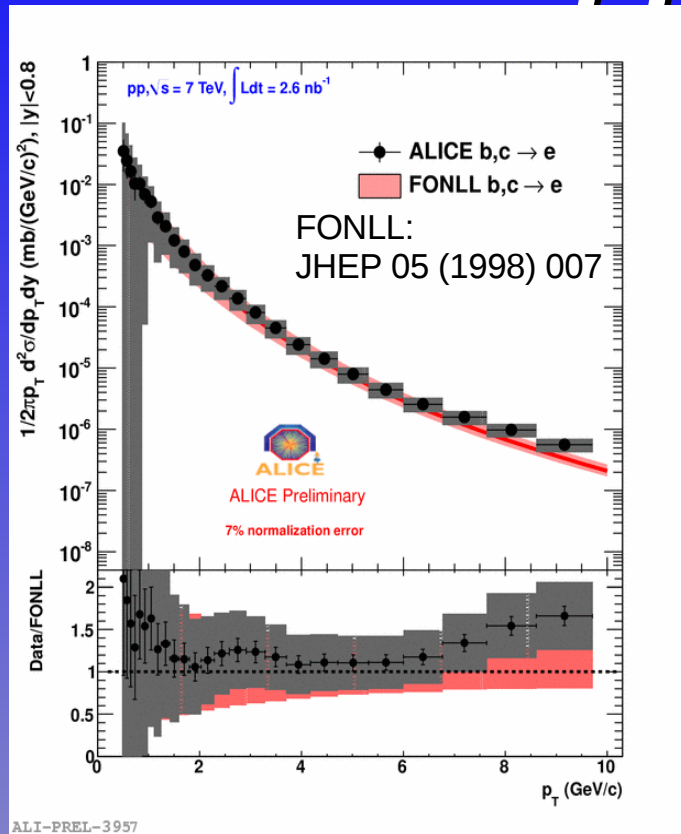 1/2πp_T d²σ/dp_Tdy (mb/(GeV/c)²), |y|<0.8
1
10⁻¹
10⁻²
10⁻³
10⁻⁴
10⁻⁵
10⁻⁶
10⁻⁷
10⁻⁸
pp,√s = 7 TeV, ∫Ldt = 2.6 nb⁻¹
ALICE b,c → e
FONLL b,c → e
FONLL:
JHEP 05 (1998) 007
ALICE
ALICE Preliminary
7% normalization error
Data/FONLL
2
1.5
1
0.5
0
0 2 4 6 8 10
p_T (GeV/c)
ALI-PREL-3957